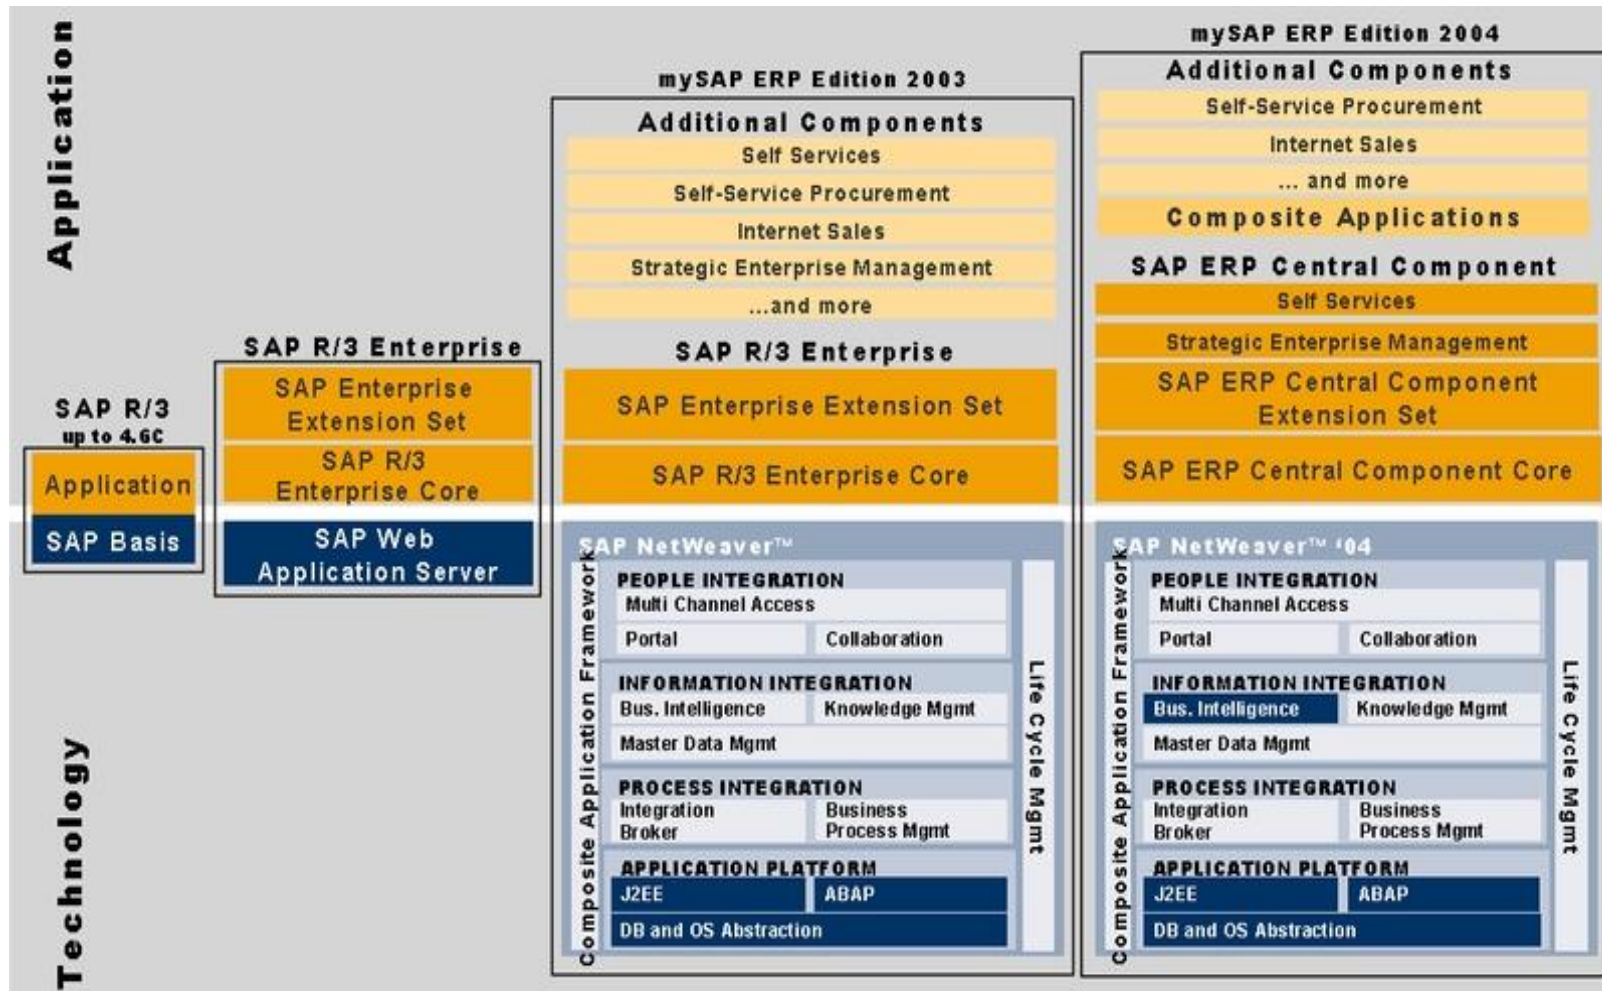 Application
Technology
SAP R/3
up to 4.6C
Application
SAP Basis
SAP R/3 Enterprise
SAP Enterprise
Extension Set
SAP R/3
Enterprise Core
SAP Web
Application Server
mySAP ERP Edition 2003
Additional Components
Self Services
Self-Service Procurement
Internet Sales
Strategic Enterprise Management
...and more
SAP R/3 Enterprise
SAP Enterprise Extension Set
SAP R/3 Enterprise Core
SAP NetWeaver™
Composite Application Framework
PEOPLE INTEGRATION
Multi Channel Access
Portal
Collaboration
INFORMATION INTEGRATION
Bus. Intelligence
Knowledge Mgmt
Master Data Mgmt
PROCESS INTEGRATION
Integration
Broker
Business
Process Mgmt
APPLICATION PLATFORM
J2EE
ABAP
DB and OS Abstraction
Life Cycle Mgmt
mySAP ERP Edition 2004
Additional Components
Self-Service Procurement
Internet Sales
... and more
Composite Applications
SAP ERP Central Component
Self Services
Strategic Enterprise Management
SAP ERP Central Component
Extension Set
SAP ERP Central Component Core
SAP NetWeaver™ ‘04
Composite Application Framework
PEOPLE INTEGRATION
Multi Channel Access
Portal
Collaboration
INFORMATION INTEGRATION
Bus. Intelligence
Knowledge Mgmt
Master Data Mgmt
PROCESS INTEGRATION
Integration
Broker
Business
Process Mgmt
APPLICATION PLATFORM
J2EE
ABAP
DB and OS Abstraction
Life Cycle Mgmt